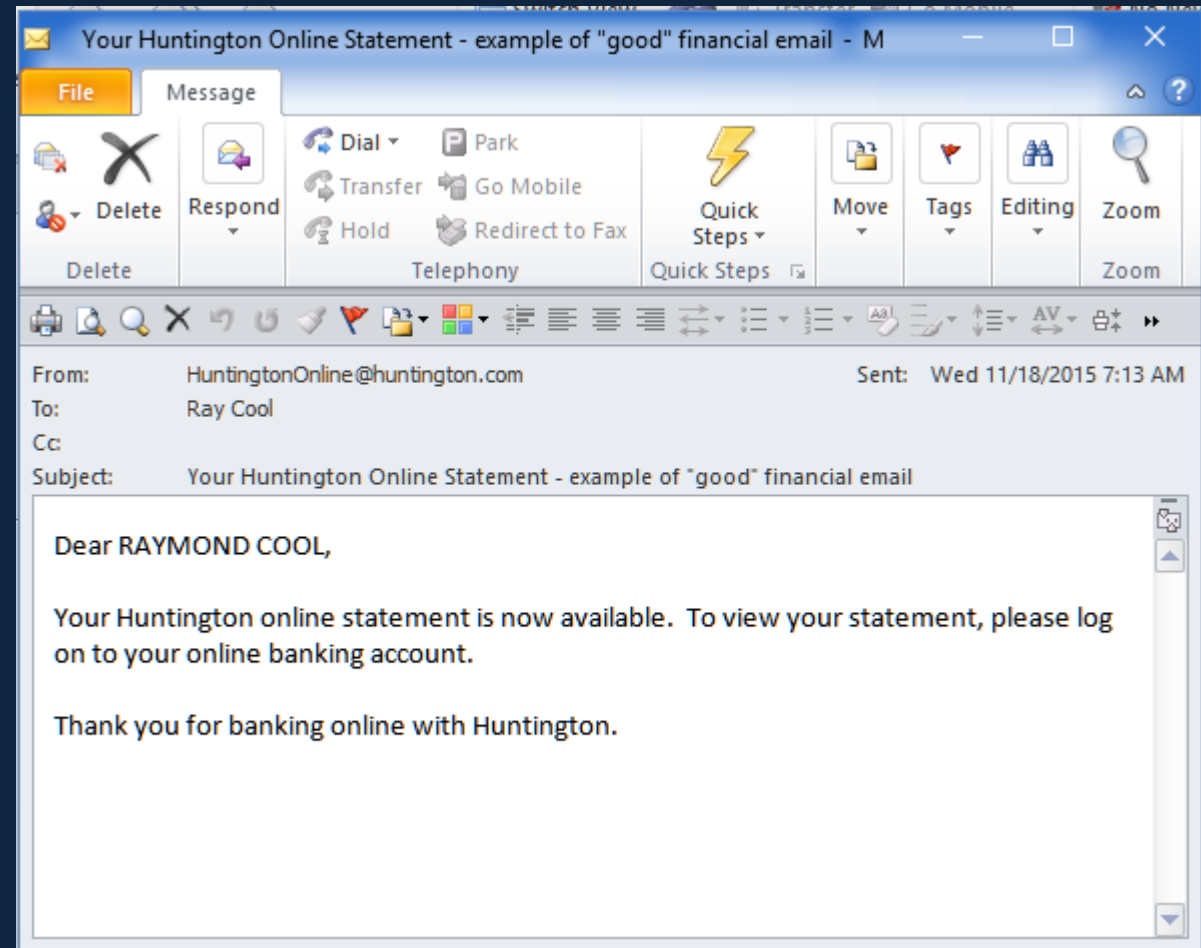 Your Huntington Online Statement - example of "good" financial email - M
File Message
Dial Park
Transfer Go Mobile
Hold Redirect to Fax
Delete Respond Quick Steps Move Tags Editing Zoom
Delete Telephony Quick Steps Zoom
From: HuntingtonOnline@huntington.com Sent: Wed 11/18/2015 7:13 AM
To: Ray Cool
Cc:
Subject: Your Huntington Online Statement - example of "good" financial email
Dear RAYMOND COOL,
Your Huntington online statement is now available. To view your statement, please log
on to your online banking account.
Thank you for banking online with Huntington.